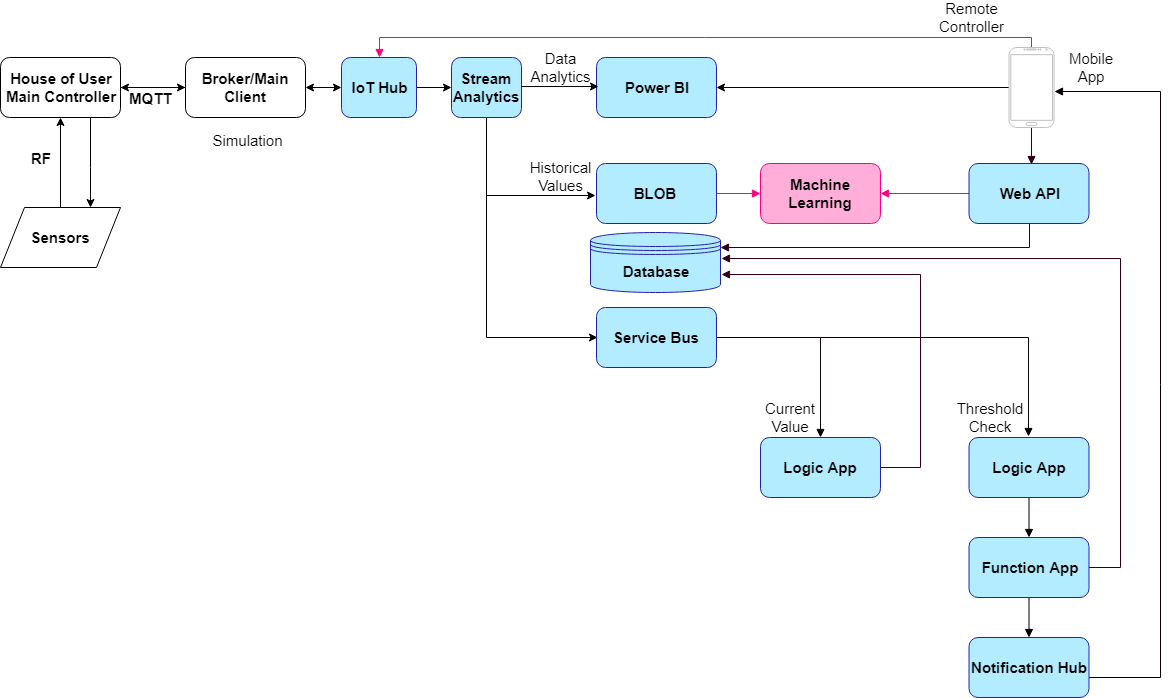 Remote
Controller
House of User
Main Controller
MQTT
Broker/Main
Client
IoT Hub
Stream
Analytics
Data
Analytics
Power BI
Mobile
App
Simulation
RF
Sensors
Historical
Values
BLOB
Machine
Learning
Web API
Database
Service Bus
Current
Value
Threshold
Check
Logic App
Logic App
Function App
Notification Hub